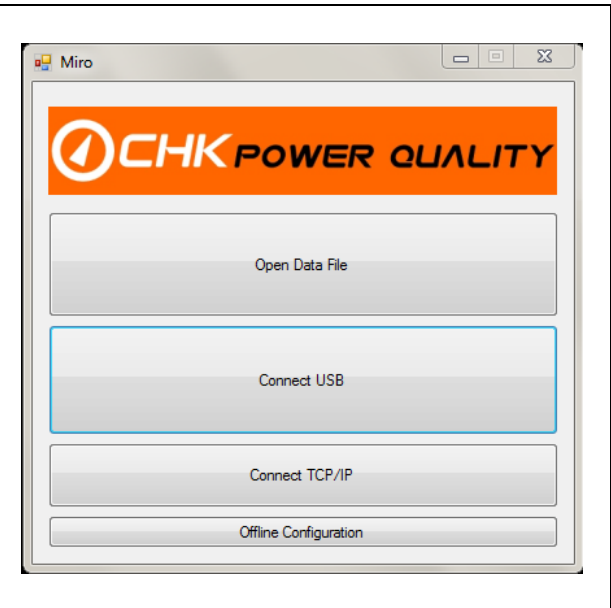 Miro
CHK POWER QUALITY
Open Data File
Connect USB
Connect TCP/IP
Offline Configuration